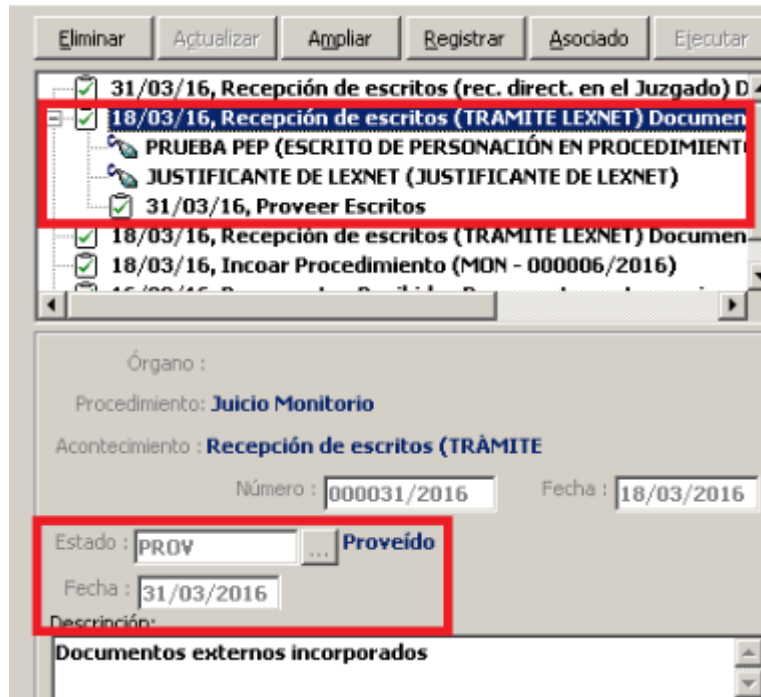 Eliminar Actualizar Ampliar Registrar Asociado Ejecutar
31/03/16, Recepción de escritos (rec. direct. en el Juzgado) D
18/03/16, Recepción de escritos (TRAMITE LEXNET) Documen
PRUEBA PEP (ESCRITO DE PERSONACIÓN EN PROCEDIMIENT
JUSTIFICANTE DE LEXNET (JUSTIFICANTE DE LEXNET)
31/03/16, Proveer Escritos
18/03/16, Recepción de escritos (TRAMITE LEXNET) Documen
18/03/16, Incoar Procedimiento (MON - 000006/2016)
Órgano :
Procedimiento: Juicio Monitorio
Acontecimiento : Recepción de escritos (TRÀMITE
Número : 000031/2016 Fecha : 18/03/2016
Estado : PROV ... Proveído
Fecha : 31/03/2016
Descripción:
Documentos externos incorporados